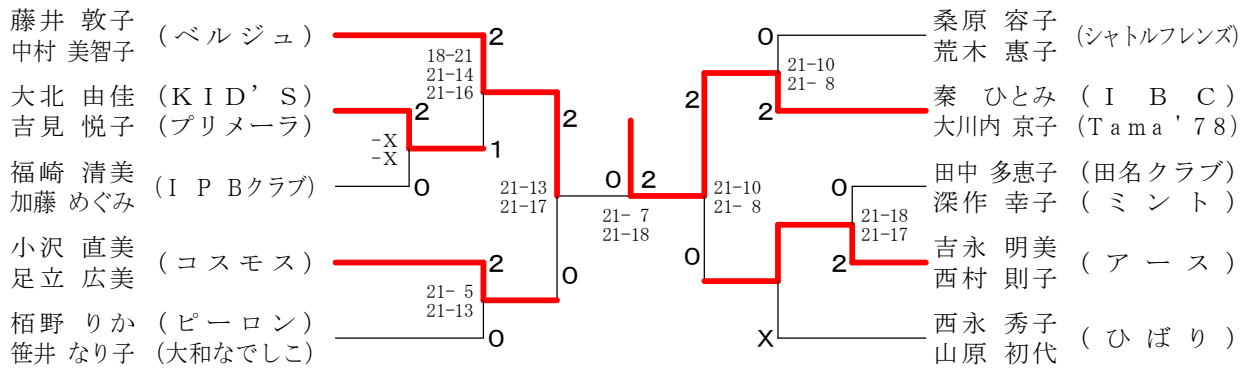 藤井 敦子 (ベルジュ)
中村 美智子
2
18-21
21-14
21-16
大北 由佳 (KID'S)
吉見 悦子 (プリメーラ)
2
-X
-X
1
福崎 清美 (IPBクラブ)
加藤 めぐみ
0
2
21-13
21-17
小沢 直美 (コスモス)
足立 広美
2
21- 5
21-13
0
栢野 りか (ピーロン)
笹井 なり子 (大和なでしこ)
0
0 2
21- 7
21-18
桑原 容子 (シャトルフレンズ)
荒木 惠子
0
21-10
21- 8
2
秦 ひとみ (IBC)
大川内 京子 (Tama'78)
2
21-10
21- 8
田中 多恵子 (田名クラブ)
深作 幸子 (ミント)
0
21-18
21-17
吉永 明美 (アース)
西村 則子
2
0
西永 秀子 (ひばり)
山原 初代
X